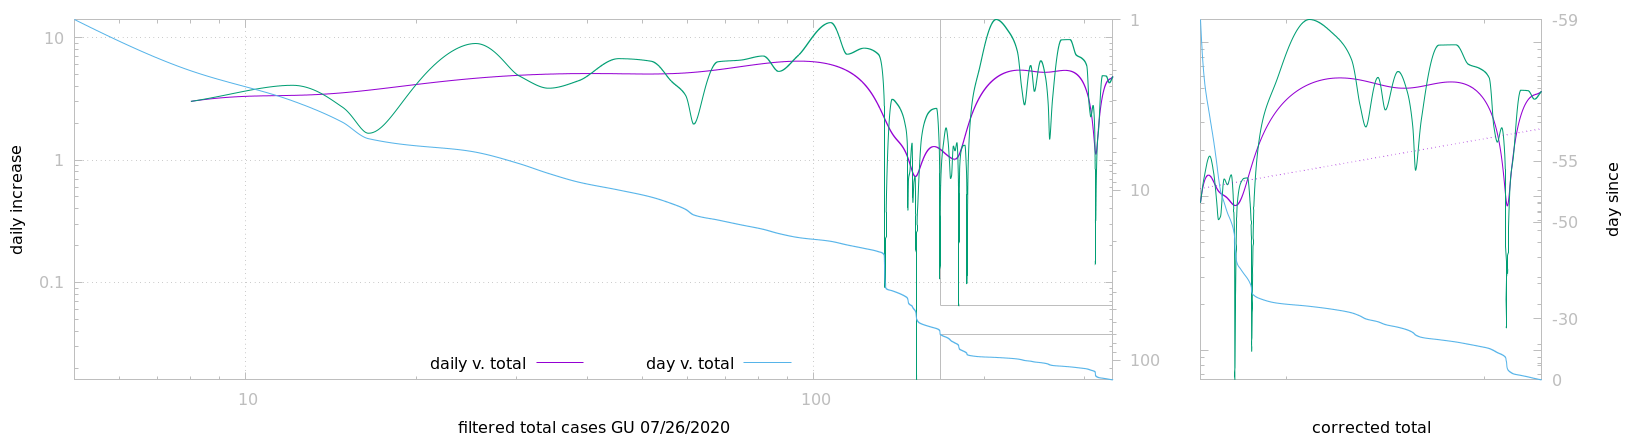 10
1
0.1
daily increase
daily v. total
day v. total
10
100
filtered total cases GU 07/26/2020
1
10
100
-59
-55
-50
-30
0
day since
corrected total